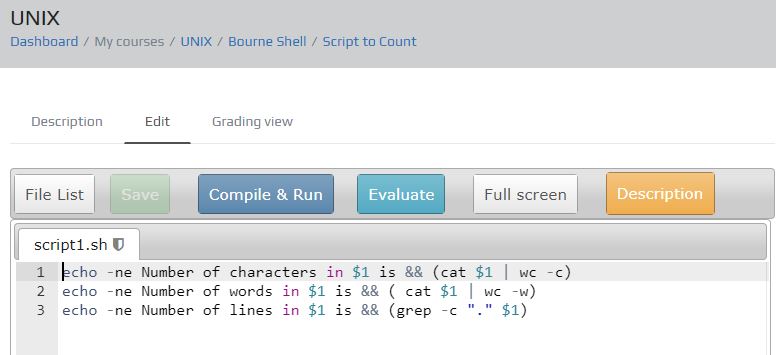 UNIX
Dashboard / My courses / UNIX / Bourne Shell / Script to Count
Description Edit Grading view
File List Save Compile & Run Evaluate Full screen Description
script1.sh
1 echo -ne Number of characters in $1 is && (cat $1 | wc -c)
2 echo -ne Number of words in $1 is && ( cat $1 | wc -w)
3 echo -ne Number of lines in $1 is && (grep -c "." $1)